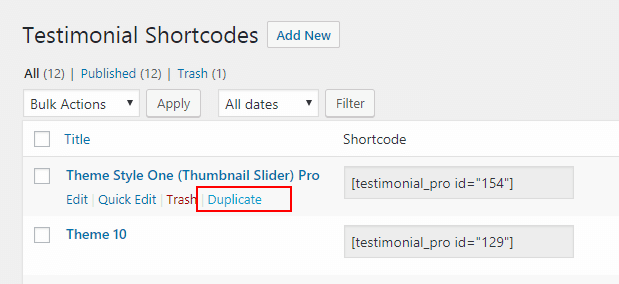 Testimonial Shortcodes Add New
All (12) | Published (12) | Trash (1)
Bulk Actions Apply All dates Filter
Title Shortcode
Theme Style One (Thumbnail Slider) Pro [testimonial_pro id="154"]
Edit | Quick Edit | Trash | Duplicate
Theme 10 [testimonial_pro id="129"]